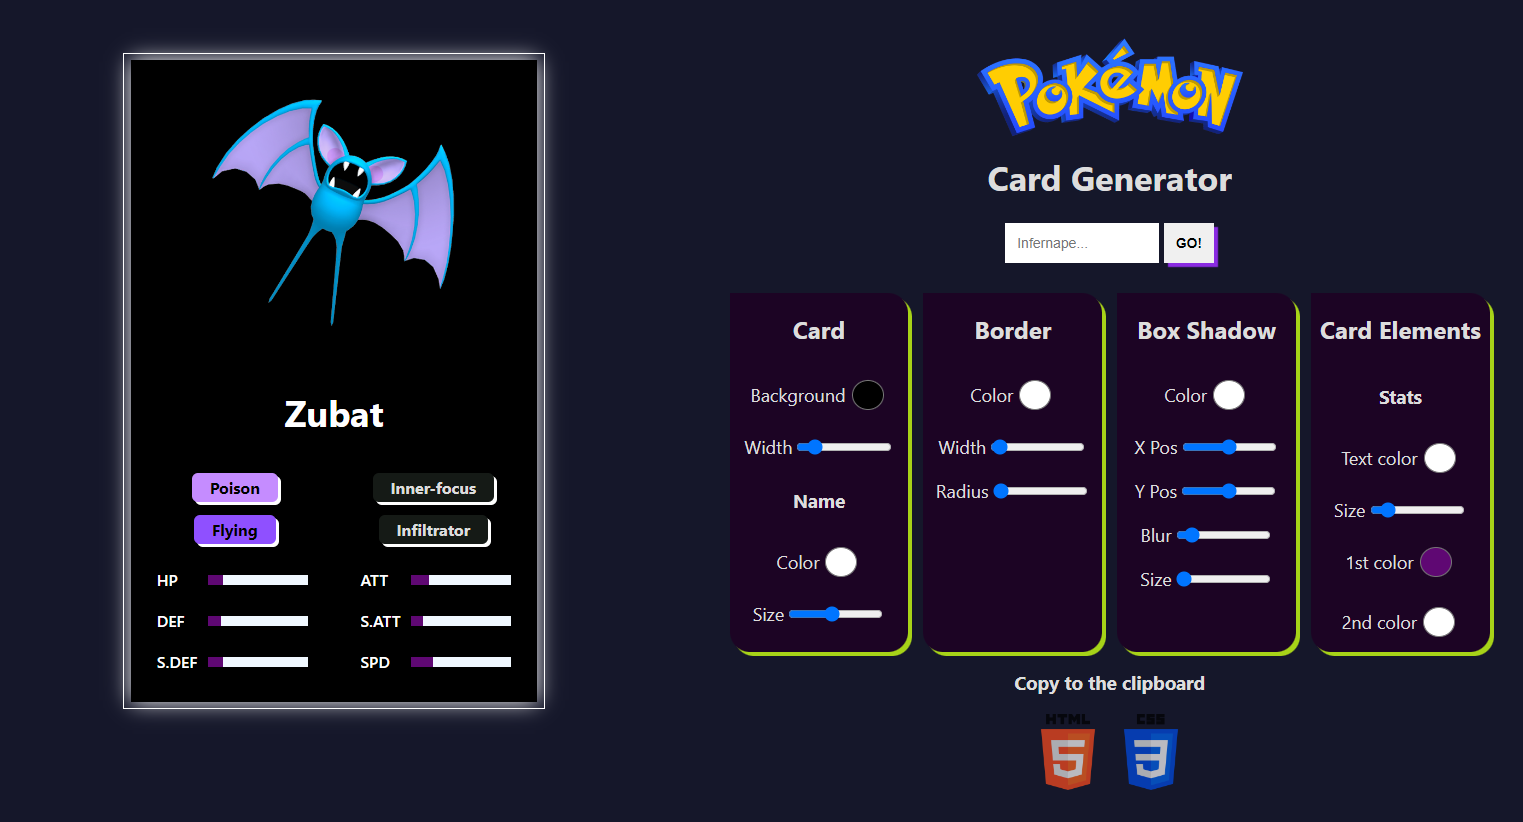 Zubat
Poison
Inner-focus
Flying
Infiltrator
HP
ATT
DEF
S.ATT
S.DEF
SPD
POKéMON
Card Generator
Infernape...
GO!
Card
Background
Width
Name
Color
Size
Border
Color
Width
Radius
Box Shadow
Color
X Pos
Y Pos
Blur
Size
Card Elements
Stats
Text color
Size
1st color
2nd color
Copy to the clipboard
HTML
5
CSS
3